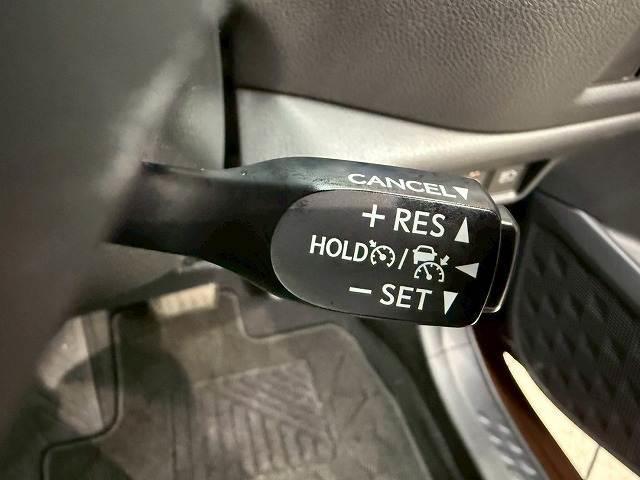 CANCEL▼
+ RES ▲
HOLD / ◀
− SET ▼